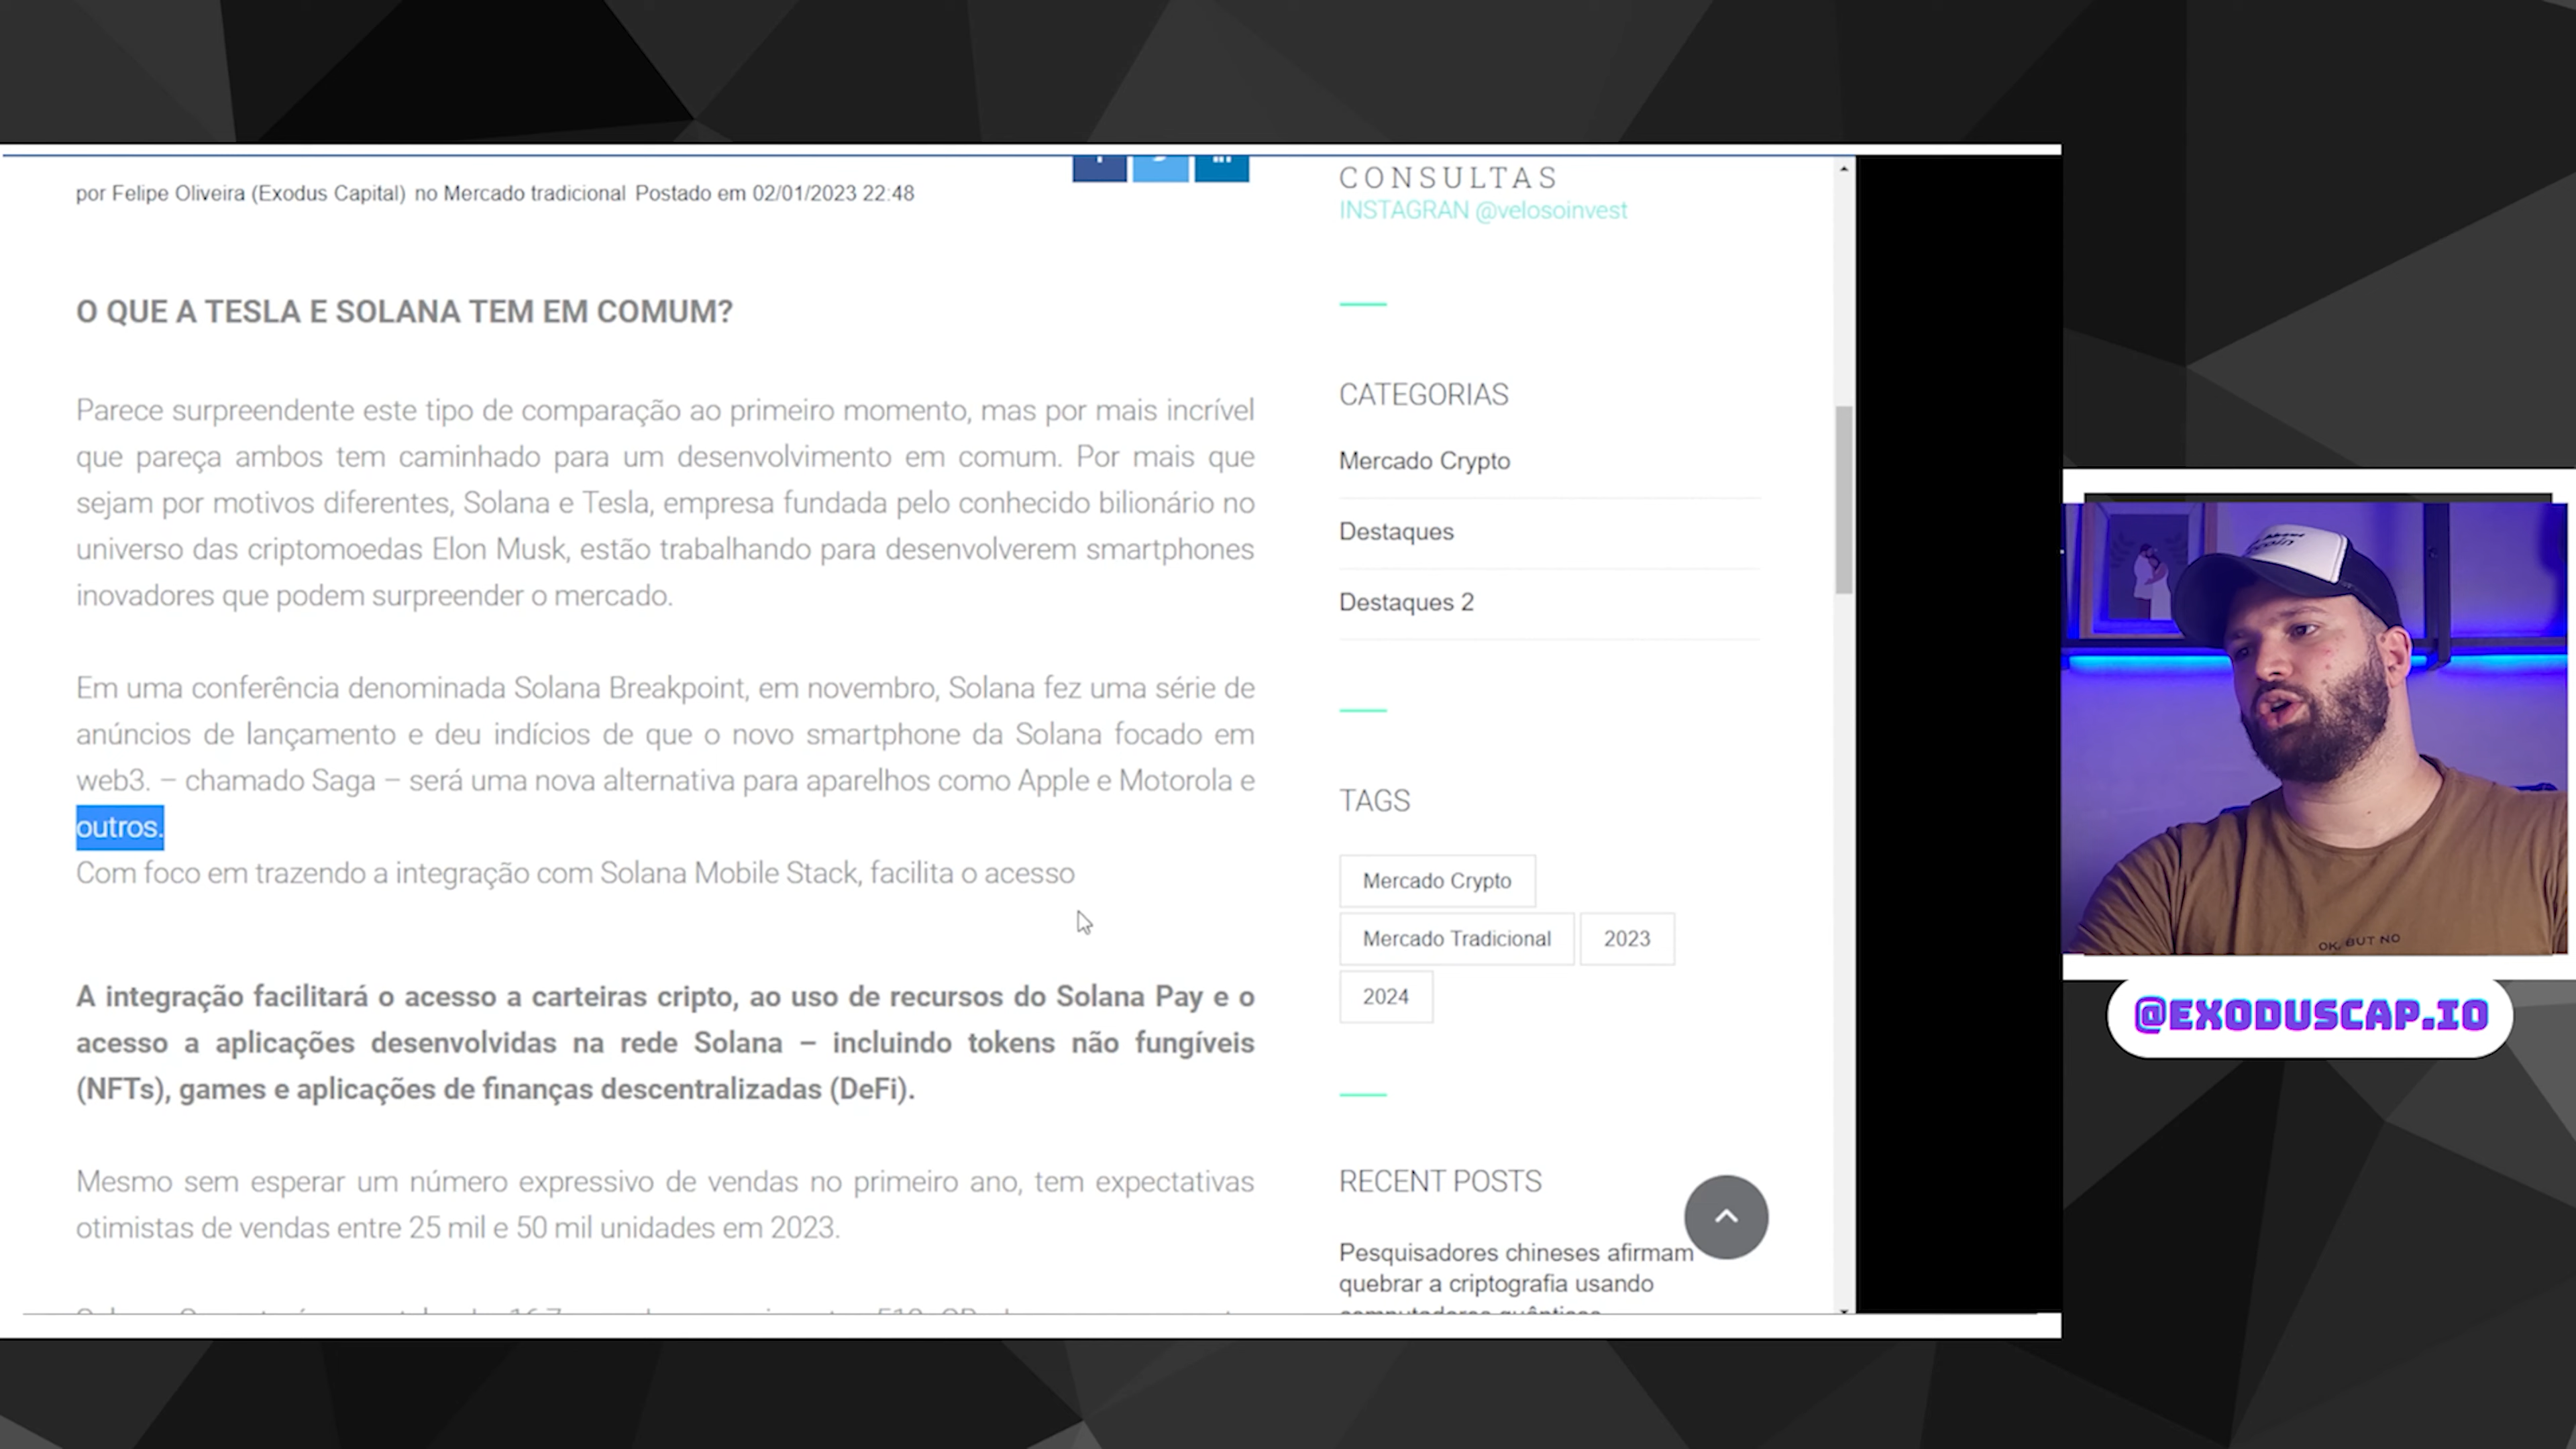 por Felipe Oliveira (Exodus Capital) no Mercado tradicional Postado em 02/01/2023 22:48
O QUE A TESLA E SOLANA TEM EM COMUM?
Parece surpreendente este tipo de comparação ao primeiro momento, mas por mais incrível
que pareça ambos tem caminhado para um desenvolvimento em comum. Por mais que
sejam por motivos diferentes, Solana e Tesla, empresa fundada pelo conhecido bilionário no
universo das criptomoedas Elon Musk, estão trabalhando para desenvolverem smartphones
inovadores que podem surpreender o mercado.
Em uma conferência denominada Solana Breakpoint, em novembro, Solana fez uma série de
anúncios de lançamento e deu indícios de que o novo smartphone da Solana focado em
web3. – chamado Saga – será uma nova alternativa para aparelhos como Apple e Motorola e
outros.
Com foco em trazendo a integração com Solana Mobile Stack, facilita o acesso
A integração facilitará o acesso a carteiras cripto, ao uso de recursos do Solana Pay e o
acesso a aplicações desenvolvidas na rede Solana – incluindo tokens não fungíveis
(NFTs), games e aplicações de finanças descentralizadas (DeFi).
Mesmo sem esperar um número expressivo de vendas no primeiro ano, tem expectativas
otimistas de vendas entre 25 mil e 50 mil unidades em 2023.
CONSULTAS
INSTAGRAN @velosoinvest
CATEGORIAS
Mercado Crypto
Destaques
Destaques 2
TAGS
Mercado Crypto
Mercado Tradicional 2023
2024
RECENT POSTS
Pesquisadores chineses afirmam
quebrar a criptografia usando
computadores quânticos
OK, BUT NO
@EXODUSCAP.IO